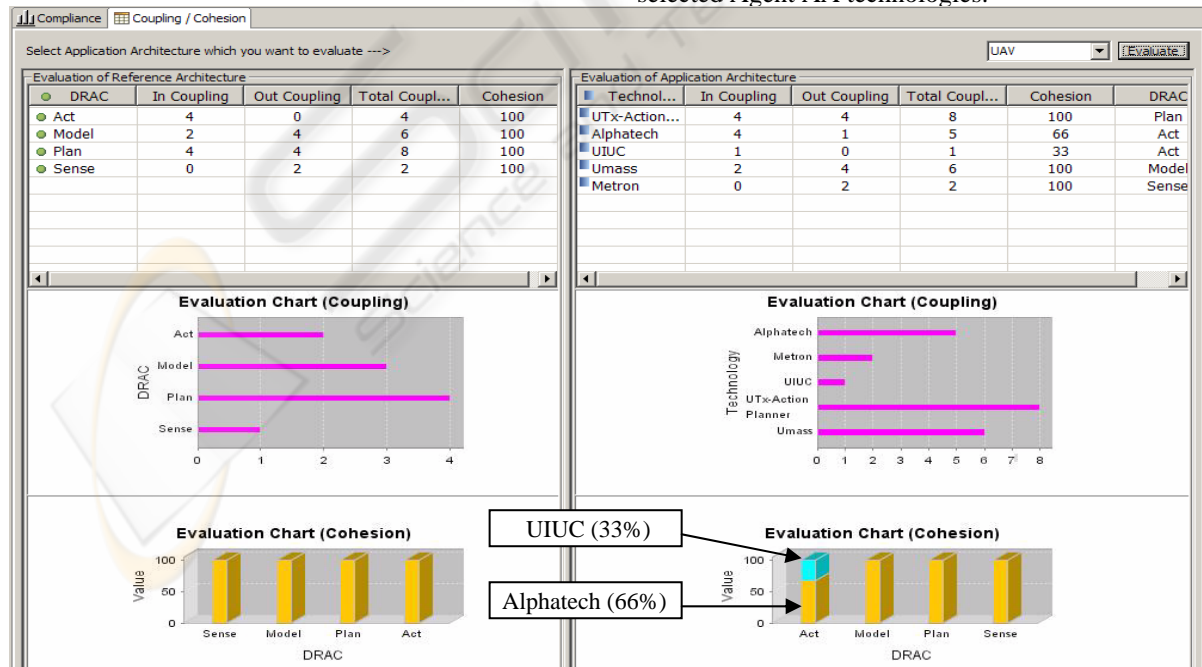 selected Agent-AA technologies.
Compliance Coupling / Cohesion
Select Application Architecture which you want to evaluate ---> UAV Evaluate
Evaluation of Reference Architecture
DRAC In Coupling Out Coupling Total Coupl... Cohesion
Act 4 0 4 100
Model 2 4 6 100
Plan 4 4 8 100
Sense 0 2 2 100
Evaluation of Application Architecture
Technol... In Coupling Out Coupling Total Coupl... Cohesion DRAC
UTx-Action... 4 4 8 100 Plan
Alphatech 4 1 5 66 Act
UIUC 1 0 1 33 Act
Umass 2 4 6 100 Model
Metron 0 2 2 100 Sense
Evaluation Chart (Coupling)
DRAC
Act
Model
Plan
Sense
0 1 2 3 4
Evaluation Chart (Coupling)
Technology
Alphatech
Metron
UIUC
UTx-Action
Planner
Umass
0 1 2 3 4 5 6 7 8
Evaluation Chart (Cohesion)
Value
100
50
0
Sense Model Plan Act
DRAC
UIUC (33%)
Alphatech (66%)
Evaluation Chart (Cohesion)
Value
100
50
0
Act Model Plan Sense
DRAC